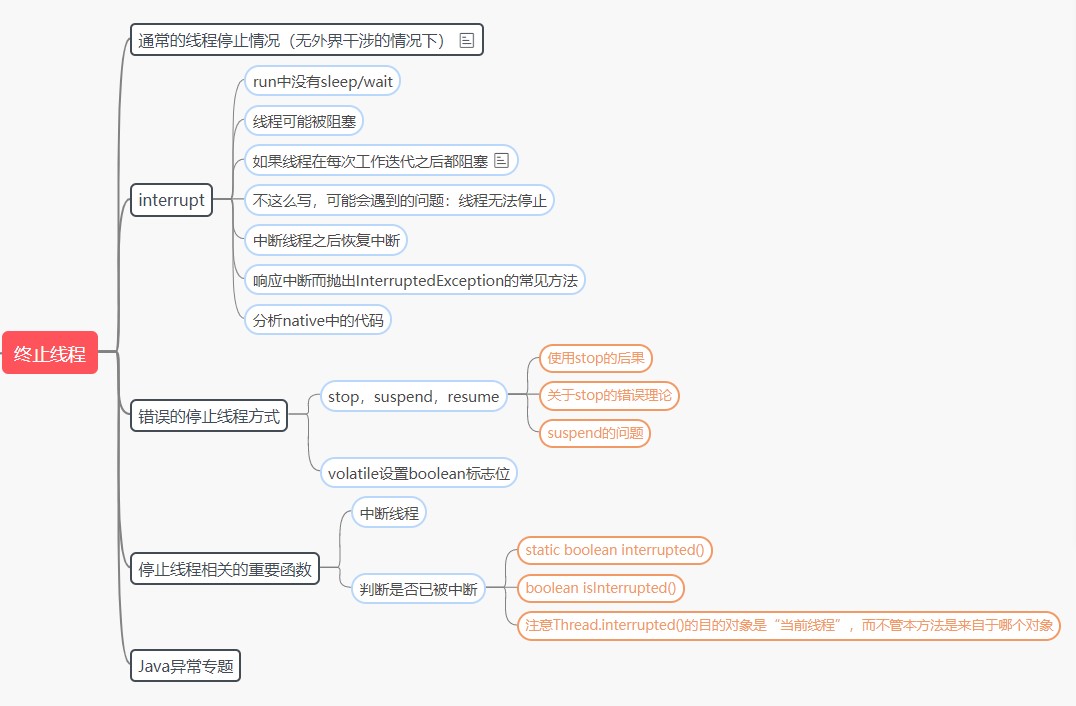 终止线程
通常的线程停止情况（无外界干涉的情况下）
interrupt
run中没有sleep/wait
线程可能被阻塞
如果线程在每次工作迭代之后都阻塞
不这么写，可能会遇到的问题：线程无法停止
中断线程之后恢复中断
响应中断而抛出InterruptedException的常见方法
分析native中的代码
错误的停止线程方式
stop，suspend，resume
使用stop的后果
关于stop的错误理论
suspend的问题
volatile设置boolean标志位
停止线程相关的重要函数
中断线程
判断是否已被中断
static boolean interrupted()
boolean isInterrupted()
注意Thread.interrupted()的目的对象是“当前线程”，而不管本方法是来自于哪个对象
Java异常专题